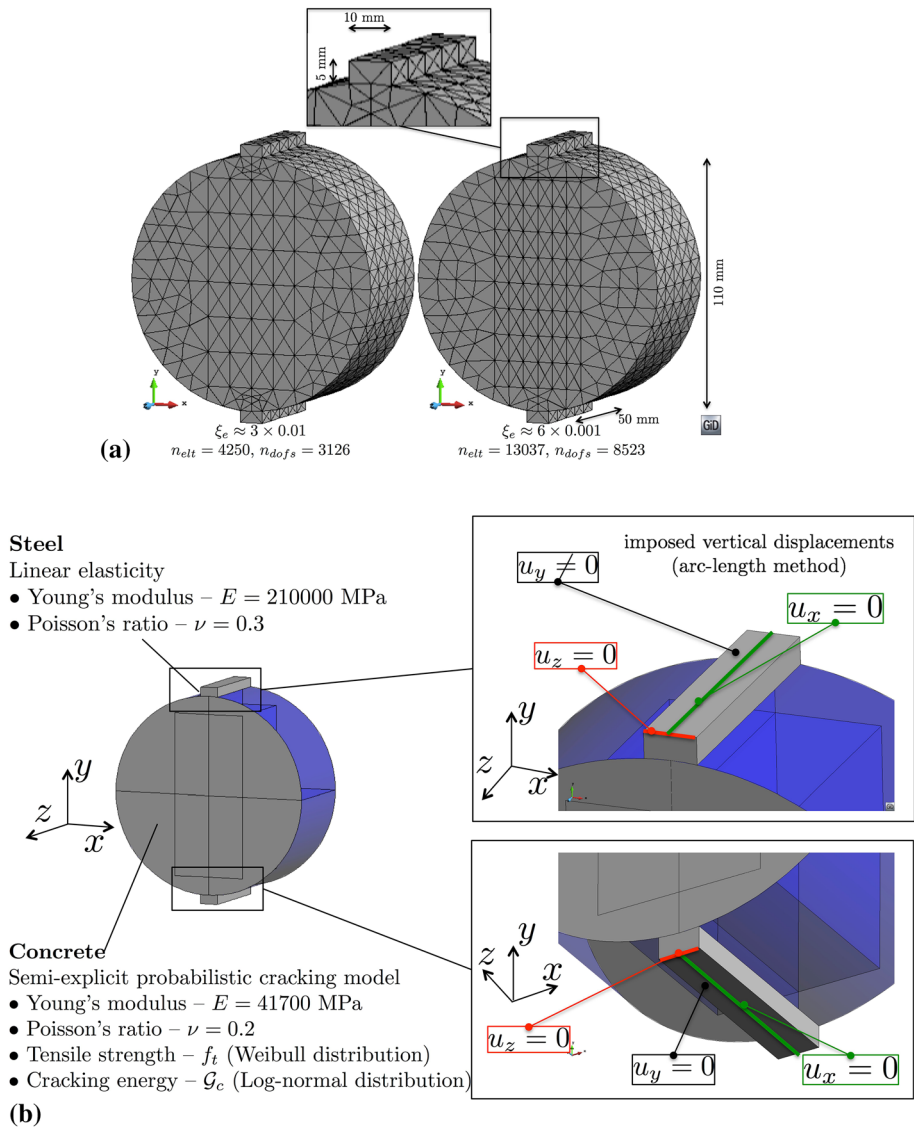 10 mm
5 mm
110 mm
50 mm
y
x
y
x
GiD
(a)
ξ_e ≈ 3 × 0.01
n_elt = 4250, n_dofs = 3126
ξ_e ≈ 6 × 0.001
n_elt = 13037, n_dofs = 8523
Steel
Linear elasticity
• Young's modulus – E = 210000 MPa
• Poisson's ratio – ν = 0.3
imposed vertical displacements
(arc-length method)
u_y ≠ 0
u_x = 0
u_z = 0
y
z
x
y
z
x
Concrete
Semi-explicit probabilistic cracking model
• Young's modulus – E = 41700 MPa
• Poisson's ratio – ν = 0.2
• Tensile strength – f_t (Weibull distribution)
• Cracking energy – 𝒢_c (Log-normal distribution)
y
z
x
u_z = 0
u_y = 0
u_x = 0
(b)